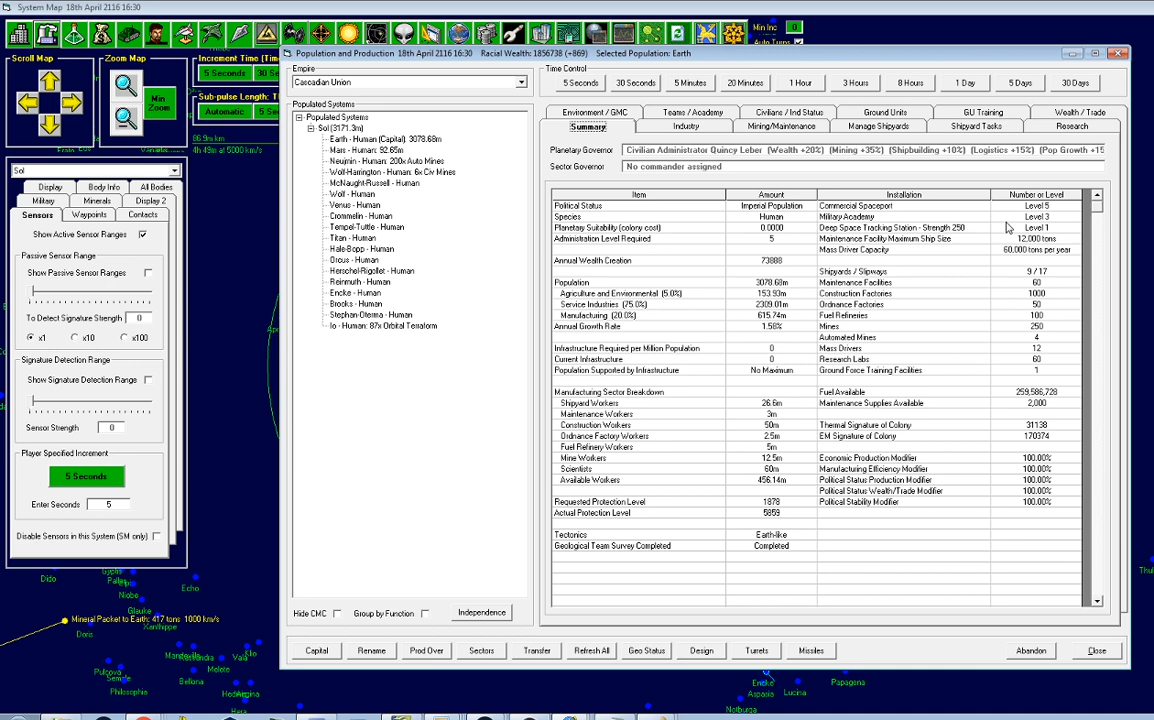 System Map 18th April 2116 16:30
Min Inc
0
Scroll Map
Zoom Map
Min Zoom
Increment Time (Tim
5 Seconds
30 Se
Sub-pulse Length:
Automatic
5 Sec
86.9m km
4h 49m at 5000 km/s
Population and Production 18th April 2116 16:30 Racial Wealth: 1856738 (+869) Selected Population: Earth
Empire
Cascadian Union
Time Control
5 Seconds
30 Seconds
5 Minutes
20 Minutes
1 Hour
3 Hours
8 Hours
1 Day
5 Days
30 Days
Populated Systems
Populated Systems
Sol (3171.3m)
Earth - Human (Capital) 3078.68m
Mars - Human: 92.65m
Neujmin - Human: 200x Auto Mines
Wolf-Harrington - Human: 6x Civ Mines
McNaught-Russell - Human
Wolf - Human
Venus - Human
Crommelin - Human
Tempel-Tuttle - Human
Titan - Human
Hale-Bopp - Human
Orcus - Human
Herschel-Rigollet - Human
Reinmuth - Human
Encke - Human
Brooks - Human
Stephan-Oterma - Human
Io - Human: 87x Orbital Terraform
Hide CMC
Group by Function
Independence
Environment / GMC
Teams / Academy
Civilians / Ind Status
Ground Units
GU Training
Wealth / Trade
Summary
Industry
Mining/Maintenance
Manage Shipyards
Shipyard Tasks
Research
Planetary Governor
Civilian Administrator Quincy Leber (Wealth +20%) (Mining +35%) (Shipbuilding +10%) (Logistics +15%) (Pop Growth +15
Sector Governor
No commander assigned
Item Amount Installation Number or Level
Political Status Imperial Population Commercial Spaceport Level 5
Species Human Military Academy Level 3
Planetary Suitability (colony cost) 0.0000 Deep Space Tracking Station - Strength 250 Level 1
Administration Level Required 5 Maintenance Facility Maximum Ship Size 12,000 tons
Mass Driver Capacity 60,000 tons per year
Annual Wealth Creation 73888
Shipyards / Slipways 9 / 17
Population 3078.68m Maintenance Facilities 60
Agriculture and Environmental (5.0%) 153.93m Construction Factories 1000
Service Industries (75.0%) 2309.01m Ordnance Factories 50
Manufacturing (20.0%) 615.74m Fuel Refineries 100
Annual Growth Rate 1.58% Mines 250
Automated Mines 4
Infrastructure Required per Million Population 0 Mass Drivers 12
Current Infrastructure 0 Research Labs 60
Population Supported by Infrastructure No Maximum Ground Force Training Facilities 1
Manufacturing Sector Breakdown Fuel Available 259,586,728
Shipyard Workers 26.6m Maintenance Supplies Available 2,000
Maintenance Workers 3m
Construction Workers 50m Thermal Signature of Colony 31138
Ordnance Factory Workers 2.5m EM Signature of Colony 170374
Fuel Refinery Workers 5m
Mine Workers 12.5m Economic Production Modifier 100.00%
Scientists 60m Manufacturing Efficiency Modifier 100.00%
Available Workers 456.14m Political Status Production Modifier 100.00%
Political Status Wealth/Trade Modifier 100.00%
Requested Protection Level 1878 Political Stability Modifier 100.00%
Actual Protection Level 5859
Tectonics Earth-like
Geological Team Survey Completed Completed
Capital
Rename
Prod Over
Sectors
Transfer
Refresh All
Geo Status
Design
Turrets
Missiles
Abandon
Close
Sol
Display
Body Info
All Bodies
Military
Minerals
Display 2
Sensors
Waypoints
Contacts
Show Active Sensor Ranges
Passive Sensor Range
Show Passive Sensor Ranges
To Detect Signature Strength 0
x1
x10
x100
Signature Detection Range
Show Signature Detection Range
Sensor Strength 0
Player Specified Increment
5 Seconds
Enter Seconds 5
Disable Sensors in this System (SM only)
Dido
Niobe
Echo
Glauke
Mineral Packet to Earth: 417 tons 1000 km/s
Doris
Xanthippe
Melete
Pulcova
Bellona
Philosophia
Encke
Aspasia
Lucina
Papagena
Notburga